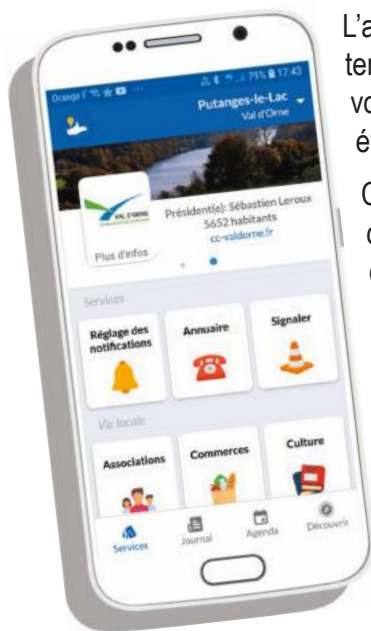 Orange F
79% 17:43
Putanges-le-Lac
Val d'Orne
VAL D'ORNE
Plus d'infos
Président(e): Sébastien Leroux
5652 habitants
cc-valdorne.fr
Services
Réglage des
notifications
Annuaire
Signaler
Vie locale
Associations
Commerces
Culture
Services
Journal
Agenda
Découvrir
L'a
ter
vo
é